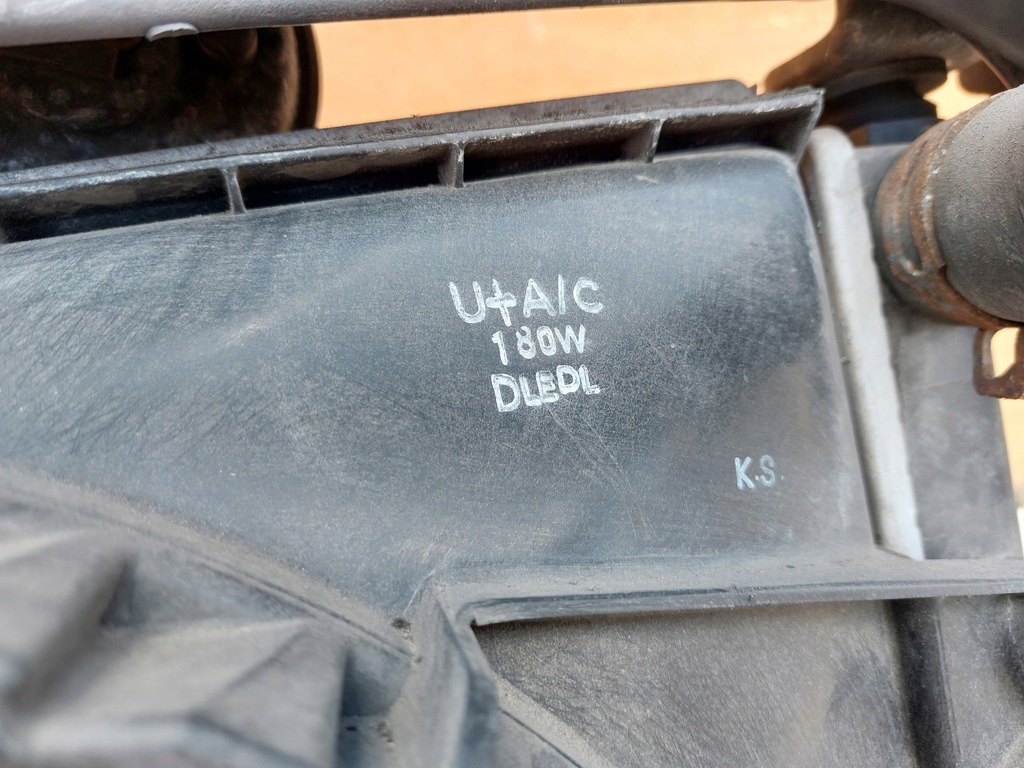 U+A/C
180W
DLEDL
K.S.